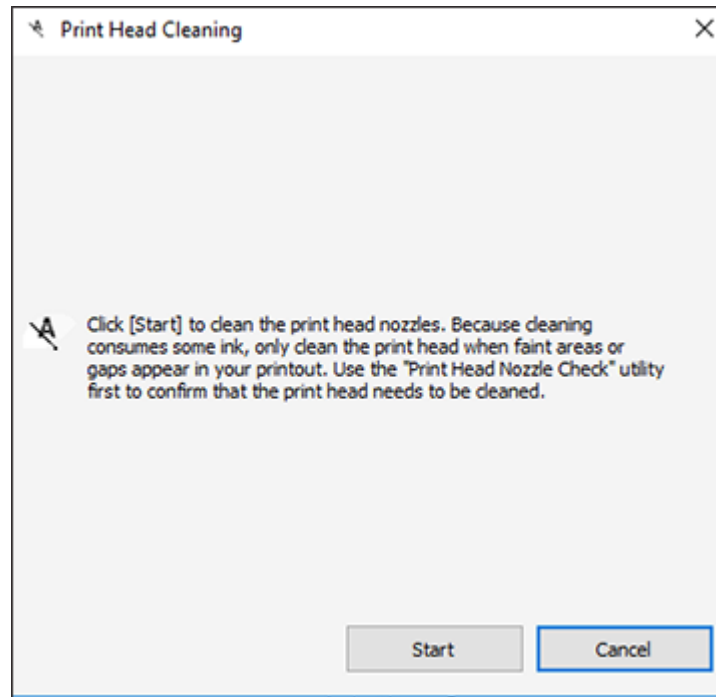 Print Head Cleaning
Click [Start] to clean the print head nozzles. Because cleaning
consumes some ink, only clean the print head when faint areas or
gaps appear in your printout. Use the "Print Head Nozzle Check" utility
first to confirm that the print head needs to be cleaned.
Start
Cancel